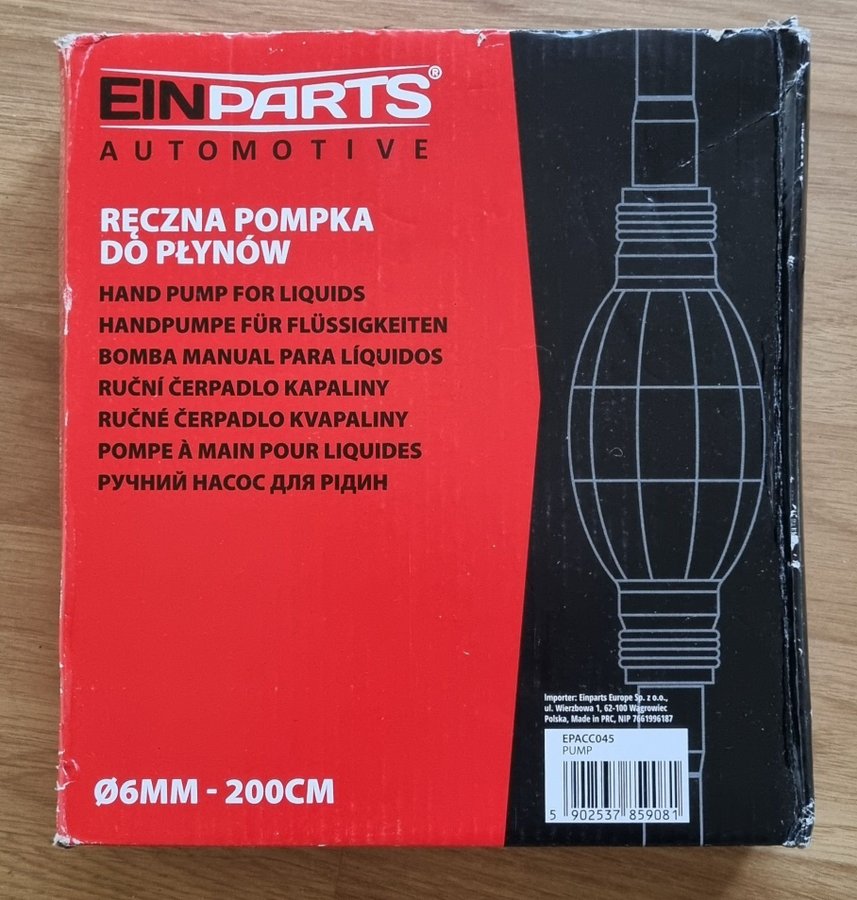 EINPARTS®
AUTOMOTIVE
RĘCZNA POMPKA
DO PŁYNÓW
HAND PUMP FOR LIQUIDS
HANDPUMPE FÜR FLÜSSIGKEITEN
BOMBA MANUAL PARA LÍQUIDOS
RUČNÍ ČERPADLO KAPALINY
RUČNÉ ČERPADLO KVAPALINY
POMPE À MAIN POUR LIQUIDES
РУЧНИЙ НАСОС ДЛЯ РІДИН
Ø6MM - 200CM
Importer: Einparts Europe Sp. z o.o.,
ul. Wierzbowa 1, 62-100 Wągrowiec
Polska, Made in PRC, NIP 7661996187
EPACC045
PUMP
5 902537 859081